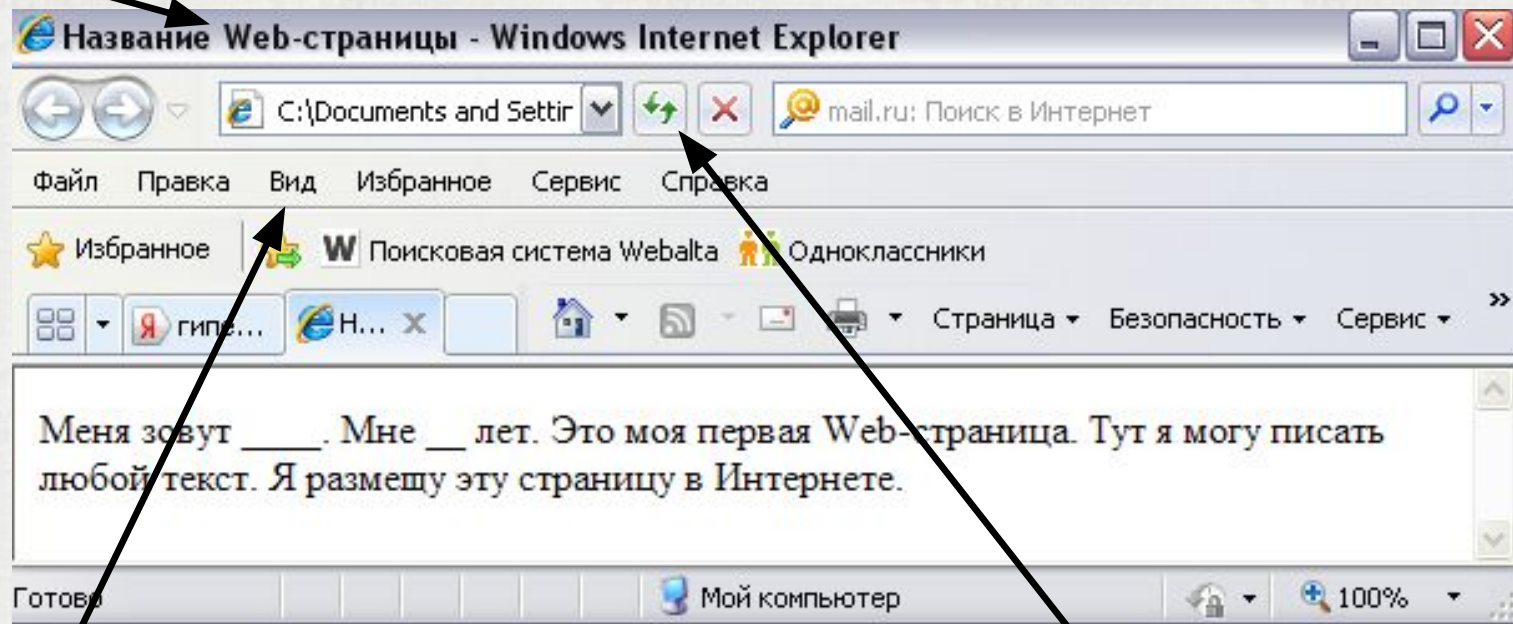 Название Web-страницы - Windows Internet Explorer
C:\Documents and Settir mail.ru: Поиск в Интернет
Файл Правка Вид Избранное Сервис Справка
Избранное W Поисковая система Webalta Одноклассники
Я гипе... Н... Страница Безопасность Сервис »
Меня зовут ____. Мне __ лет. Это моя первая Web-страница. Тут я могу писать
любой текст. Я размещу эту страницу в Интернете.
Готово Мой компьютер 100%